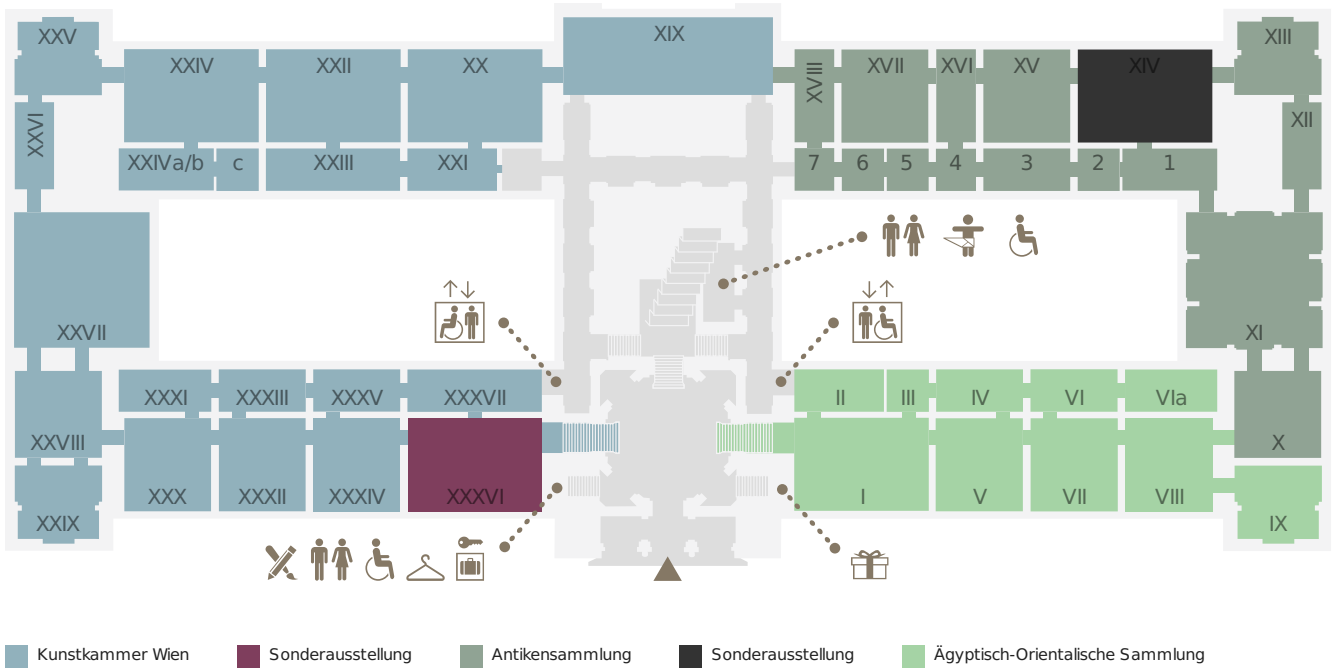 XXV
XXIV
XXII
XX
XIX
XVIII
XVII
XVI
XV
XIV
XIII
XXVI
XII
XXIVa/b
c
XXIII
XXI
7
6
5
4
3
2
1
XXVII
XI
XXXI
XXXIII
XXXV
XXXVII
II
III
IV
VI
VIa
XXVIII
X
XXX
XXXII
XXXIV
XXXVI
I
V
VII
VIII
XXIX
IX
Kunstkammer Wien
Sonderausstellung
Antikensammlung
Sonderausstellung
Ägyptisch-Orientalische Sammlung